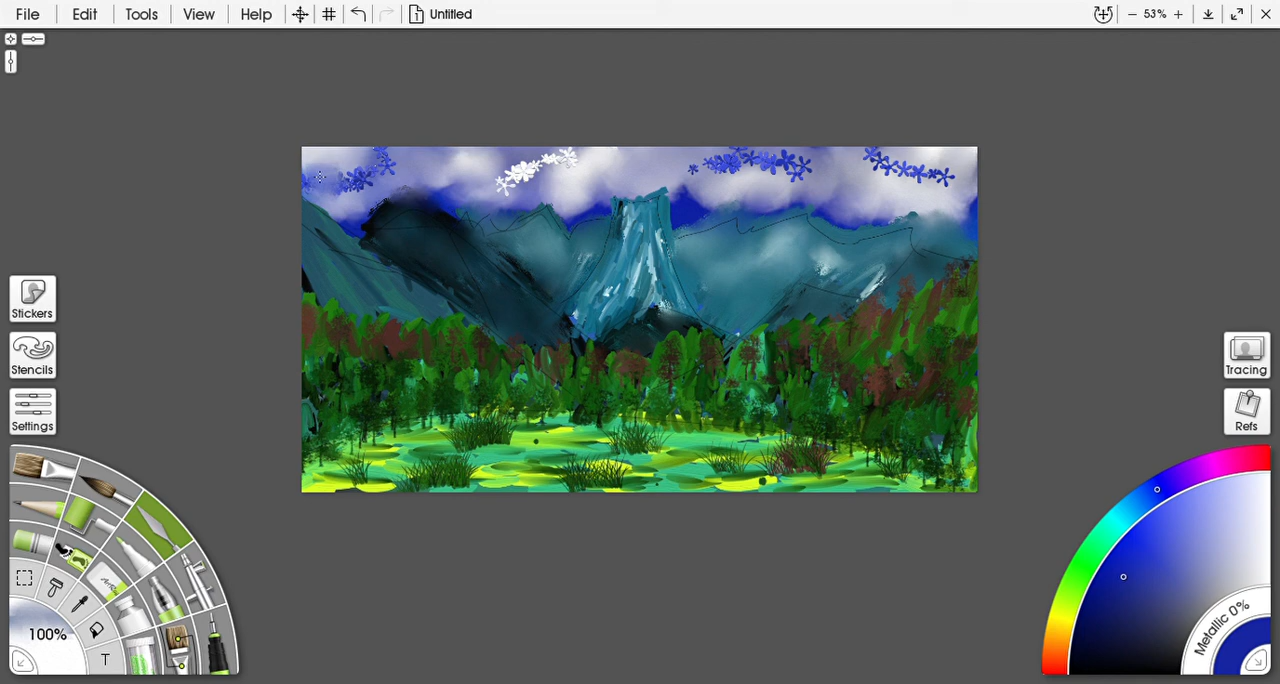 File Edit Tools View Help Untitled 53%
Stickers
Stencils
Settings
Tracing
Refs
100%
T
Metallic 0%